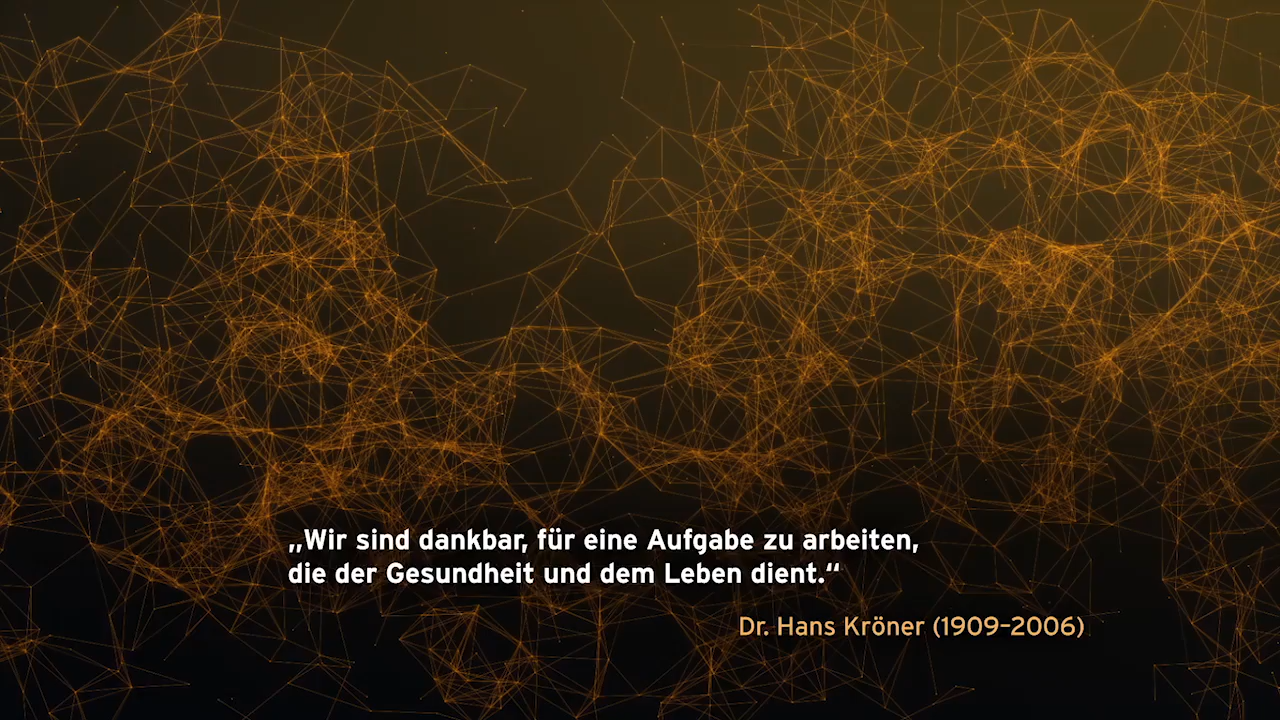 „Wir sind dankbar, für eine Aufgabe zu arbeiten,
die der Gesundheit und dem Leben dient.“
Dr. Hans Kröner (1909–2006)